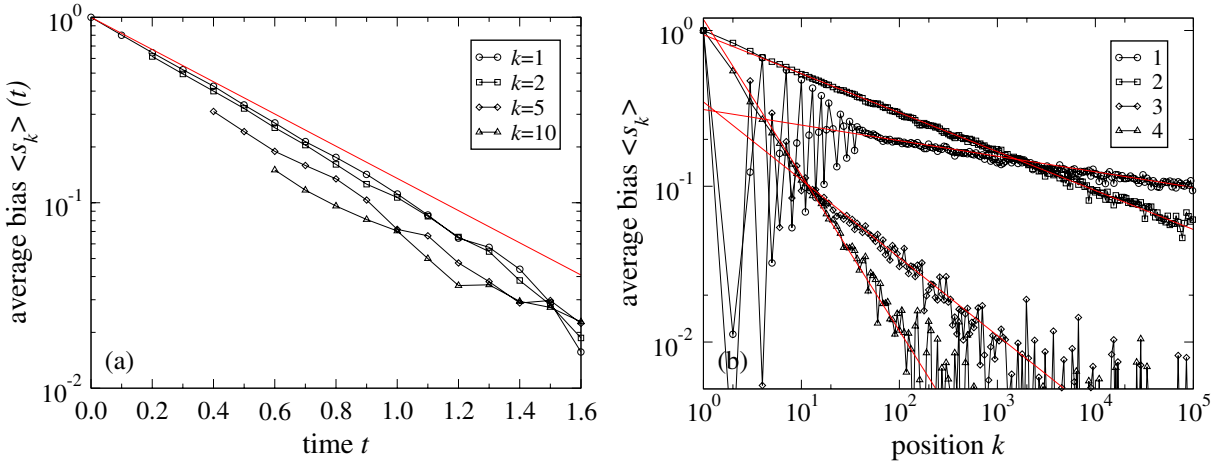 average bias <s_k> (t)
10^0
10^-1
10^-2
k=1
k=2
k=5
k=10
(a)
0.0 0.2 0.4 0.6 0.8 1.0 1.2 1.4 1.6
time t
average bias <s_k>
10^0
10^-1
10^-2
1
2
3
4
(b)
10^0 10^1 10^2 10^3 10^4 10^5
position k